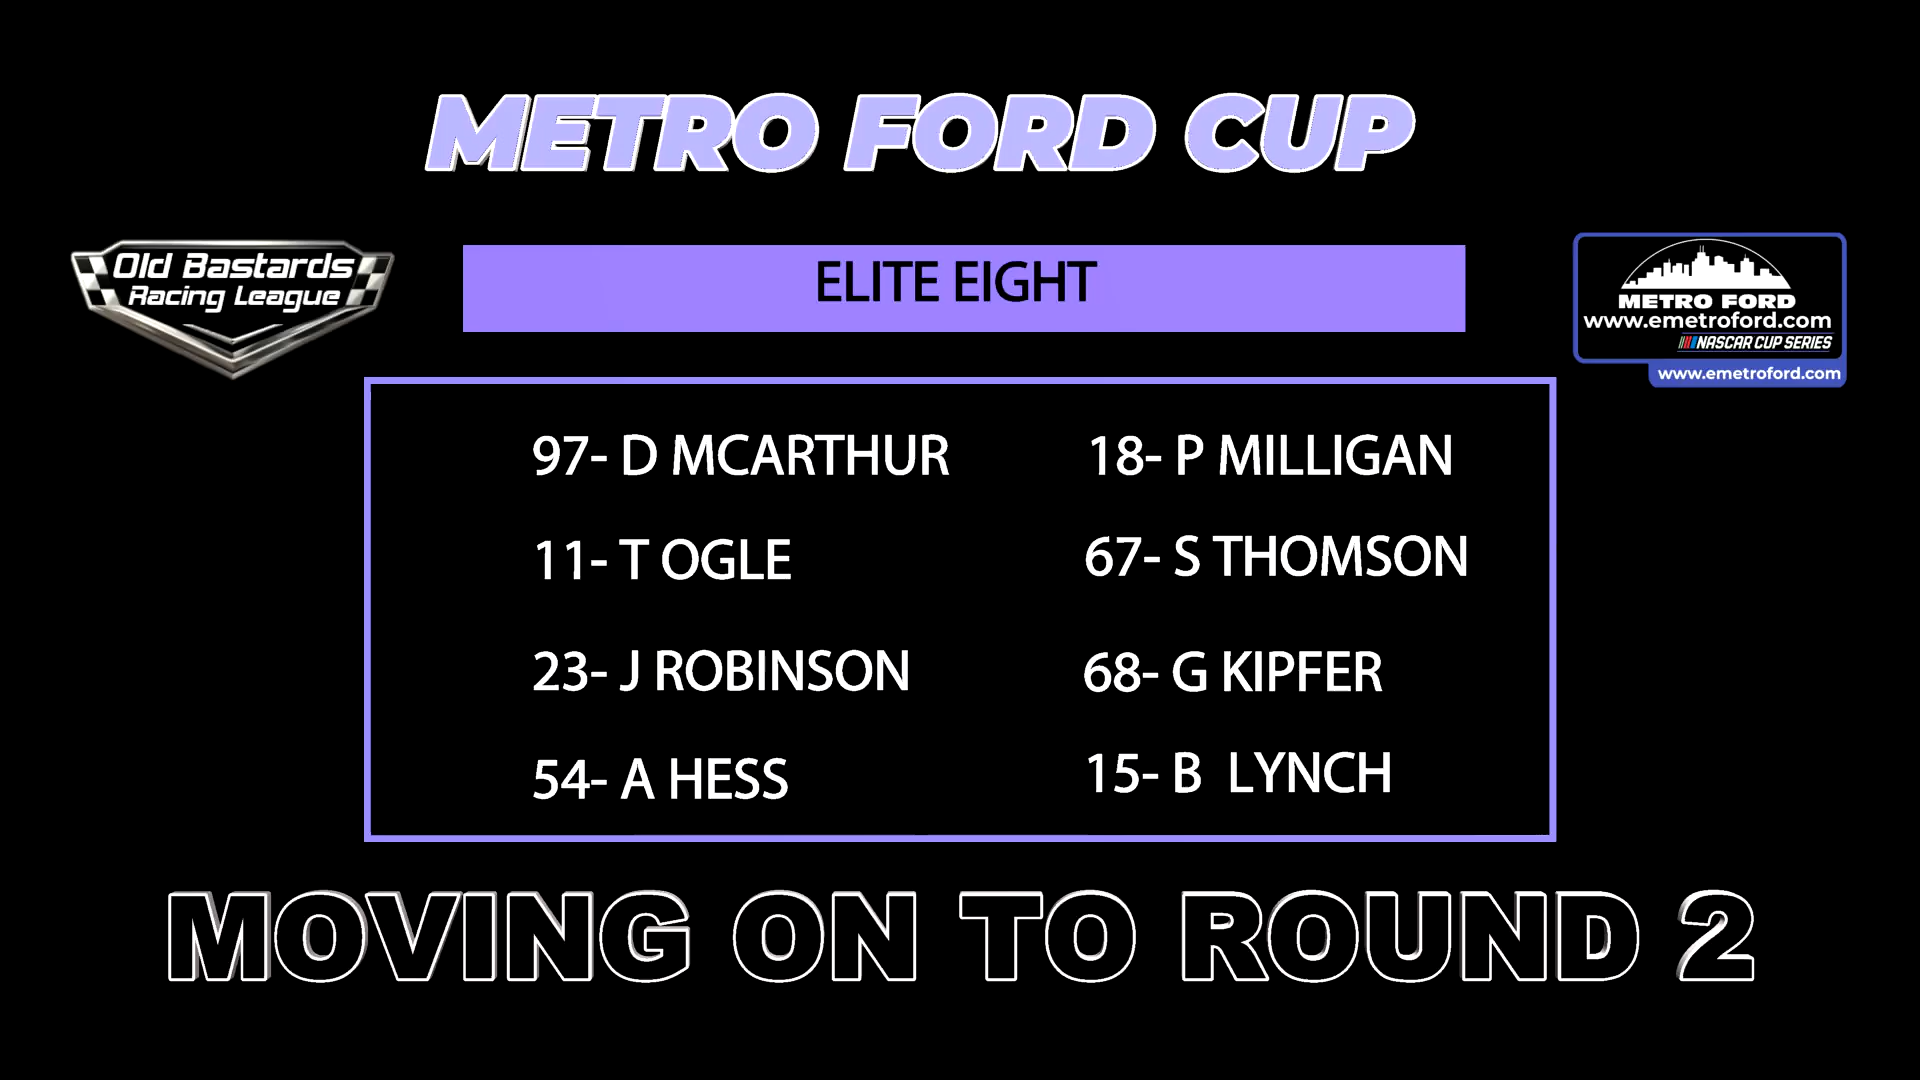 METRO FORD CUP
Old Bastards
Racing League
ELITE EIGHT
METRO FORD
www.emetroford.com
NASCAR CUP SERIES
www.emetroford.com
97- D MCARTHUR
11- T OGLE
23- J ROBINSON
54- A HESS
18- P MILLIGAN
67- S THOMSON
68- G KIPFER
15- B  LYNCH
MOVING ON TO ROUND 2